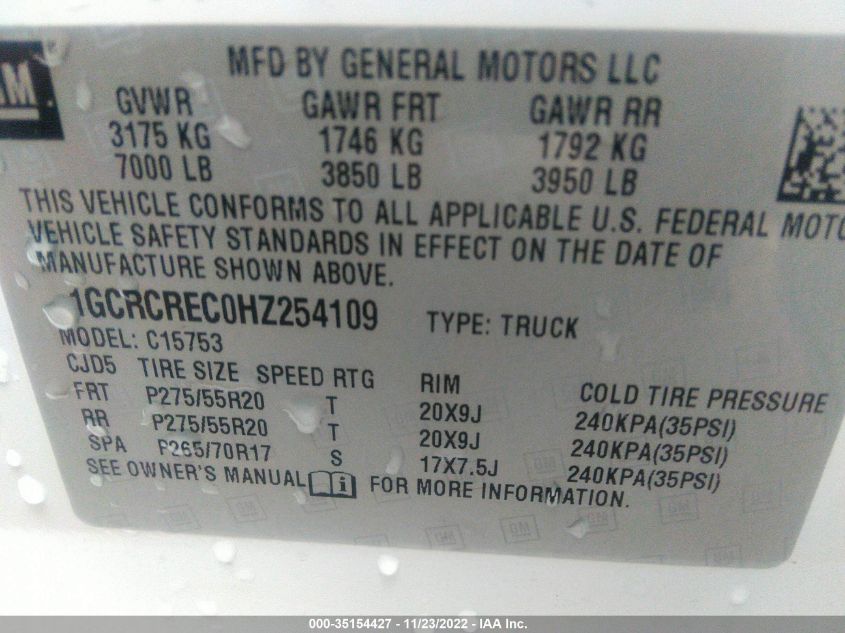 GM
MFD BY GENERAL MOTORS LLC
GVWR GAWR FRT GAWR RR
3175 KG 1746 KG 1792 KG
7000 LB 3850 LB 3950 LB
THIS VEHICLE CONFORMS TO ALL APPLICABLE U.S. FEDERAL MOTO
VEHICLE SAFETY STANDARDS IN EFFECT ON THE DATE OF
MANUFACTURE SHOWN ABOVE.
1GCRCREC0HZ254109 TYPE: TRUCK
MODEL: C15753
CJD5 TIRE SIZE SPEED RTG RIM COLD TIRE PRESSURE
FRT P275/55R20 T 20X9J 240KPA(35PSI)
RR P275/55R20 T 20X9J 240KPA(35PSI)
SPA P265/70R17 S 17X7.5J 240KPA(35PSI)
SEE OWNER'S MANUAL i FOR MORE INFORMATION.
000-35154427 - 11/23/2022 - IAA Inc.